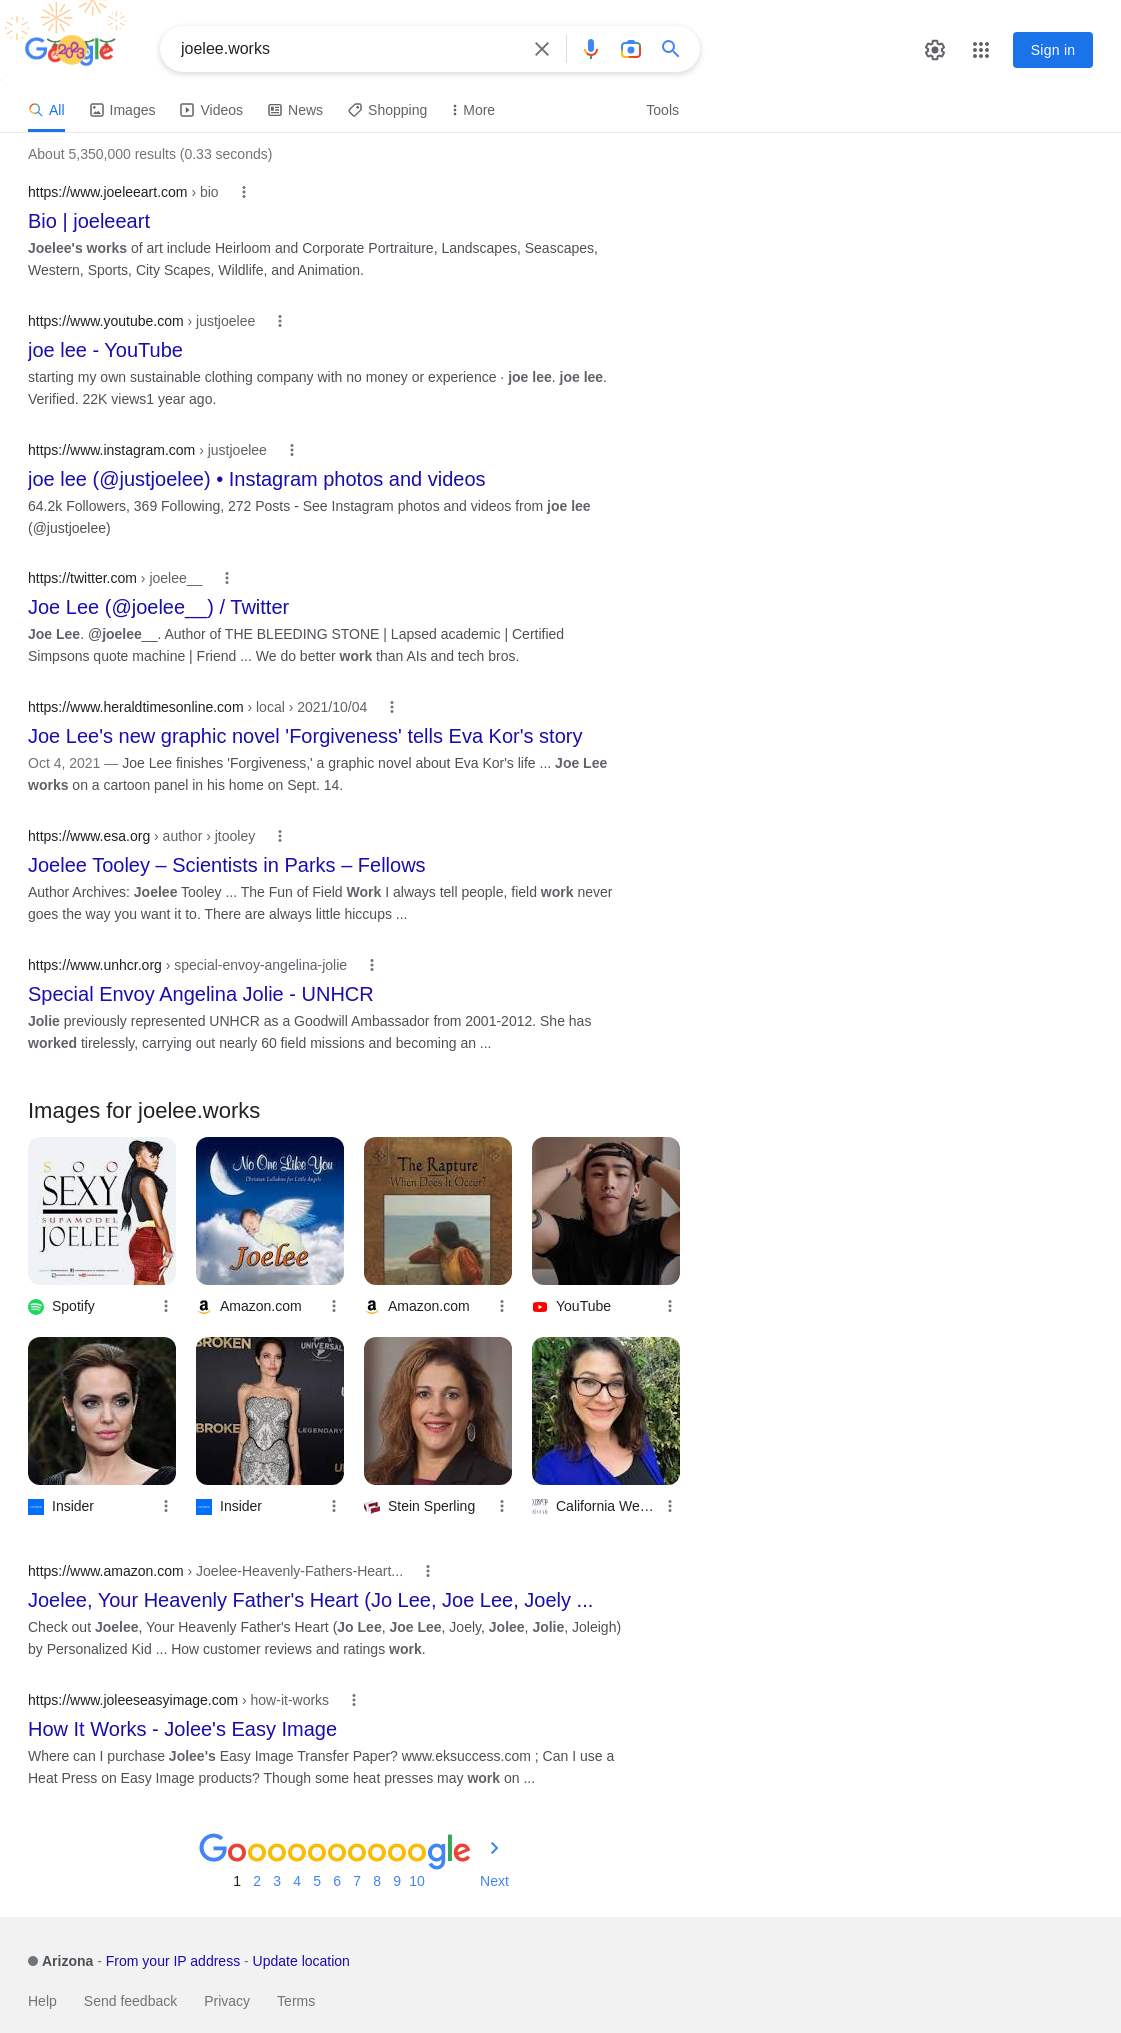 Google
2023
joelee.works
Sign in
All
Images
Videos
News
Shopping
More
Tools
About 5,350,000 results (0.33 seconds)
https://www.joeleeart.com › bio
Bio | joeleeart
Joelee's works of art include Heirloom and Corporate Portraiture, Landscapes, Seascapes,
Western, Sports, City Scapes, Wildlife, and Animation.
https://www.youtube.com › justjoelee
joe lee - YouTube
starting my own sustainable clothing company with no money or experience · joe lee. joe lee.
Verified. 22K views1 year ago.
https://www.instagram.com › justjoelee
joe lee (@justjoelee) • Instagram photos and videos
64.2k Followers, 369 Following, 272 Posts - See Instagram photos and videos from joe lee
(@justjoelee)
https://twitter.com › joelee__
Joe Lee (@joelee__) / Twitter
Joe Lee. @joelee__. Author of THE BLEEDING STONE | Lapsed academic | Certified
Simpsons quote machine | Friend ... We do better work than AIs and tech bros.
https://www.heraldtimesonline.com › local › 2021/10/04
Joe Lee's new graphic novel 'Forgiveness' tells Eva Kor's story
Oct 4, 2021 — Joe Lee finishes 'Forgiveness,' a graphic novel about Eva Kor's life ... Joe Lee
works on a cartoon panel in his home on Sept. 14.
https://www.esa.org › author › jtooley
Joelee Tooley – Scientists in Parks – Fellows
Author Archives: Joelee Tooley ... The Fun of Field Work I always tell people, field work never
goes the way you want it to. There are always little hiccups ...
https://www.unhcr.org › special-envoy-angelina-jolie
Special Envoy Angelina Jolie - UNHCR
Jolie previously represented UNHCR as a Goodwill Ambassador from 2001-2012. She has
worked tirelessly, carrying out nearly 60 field missions and becoming an ...
Images for joelee.works
SOO
SEXY
SUPAMODEL
JOELEE
No One Like You
Christian Lullabies for Little Angels
Joelee
The Rapture
When Does It Occur?
Spotify
Amazon.com
Amazon.com
YouTube
BROKEN
UNIVERSAL
BROKEN
LEGENDARY
Insider
Insider
Stein Sperling
California We...
https://www.amazon.com › Joelee-Heavenly-Fathers-Heart...
Joelee, Your Heavenly Father's Heart (Jo Lee, Joe Lee, Joely ...
Check out Joelee, Your Heavenly Father's Heart (Jo Lee, Joe Lee, Joely, Jolee, Jolie, Joleigh)
by Personalized Kid ... How customer reviews and ratings work.
https://www.joleeseasyimage.com › how-it-works
How It Works - Jolee's Easy Image
Where can I purchase Jolee's Easy Image Transfer Paper? www.eksuccess.com ; Can I use a
Heat Press on Easy Image products? Though some heat presses may work on ...
Goooooooooogle
1 2 3 4 5 6 7 8 9 10 Next
Arizona - From your IP address - Update location
Help Send feedback Privacy Terms